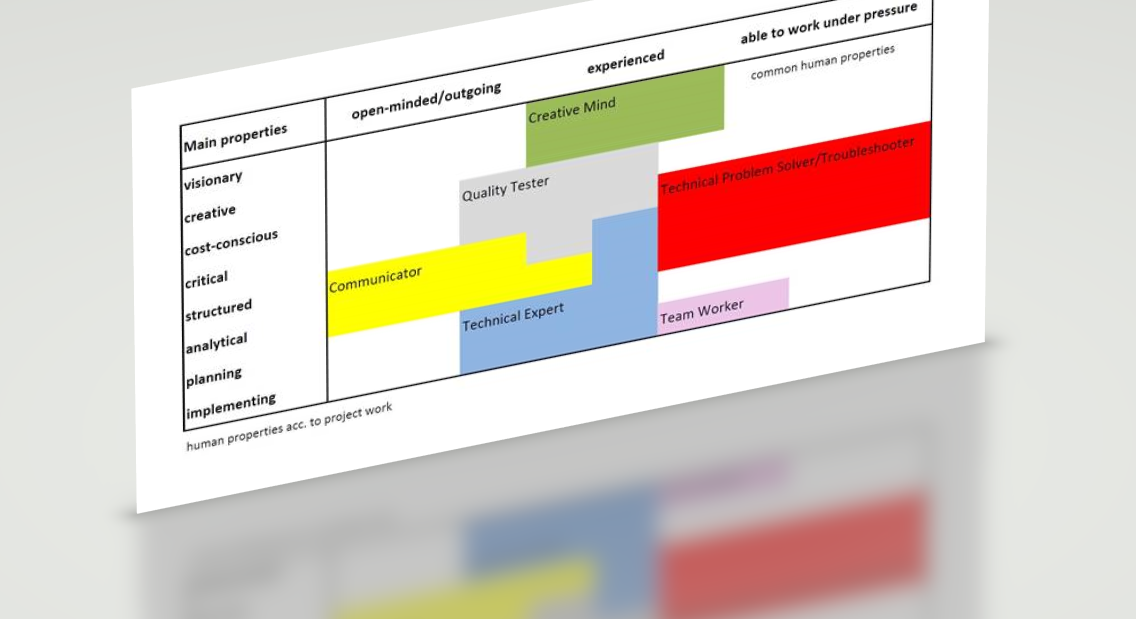 Main properties
open-minded/outgoing
experienced
able to work under pressure
common human properties
visionary
creative
cost-conscious
critical
structured
analytical
planning
implementing
Creative Mind
Quality Tester
Technical Problem Solver/Troubleshooter
Communicator
Technical Expert
Team Worker
human properties acc. to project work